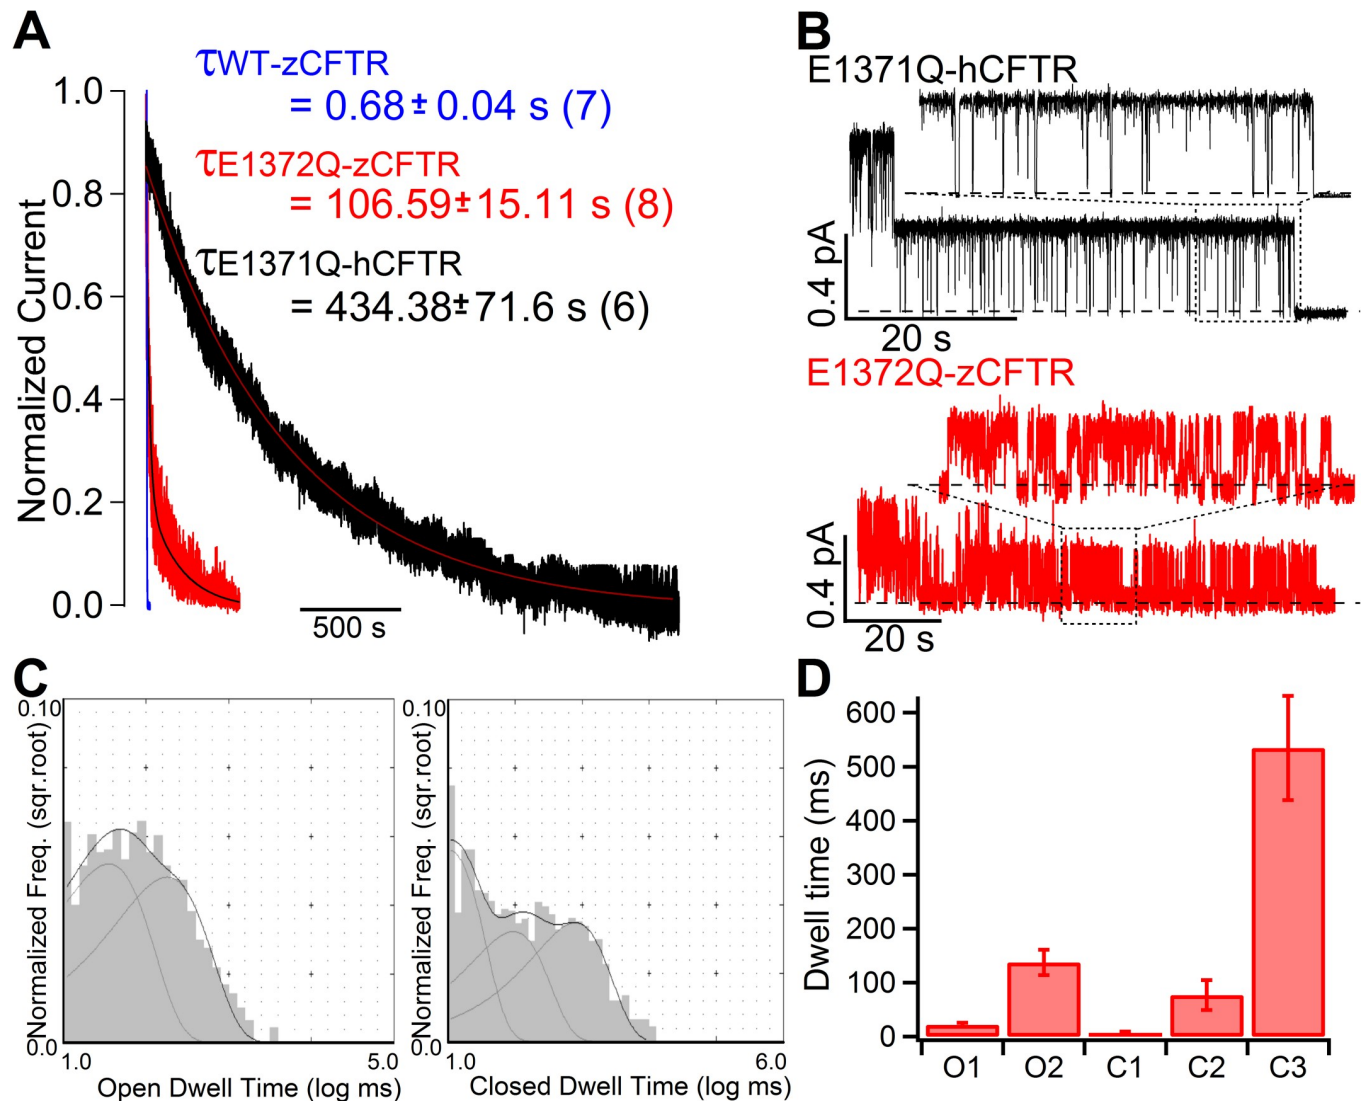 A
τWT-zCFTR
= 0.68±0.04 s (7)
τE1372Q-zCFTR
= 106.59±15.11 s (8)
τE1371Q-hCFTR
= 434.38±71.6 s (6)
Normalized Current
1.0
0.8
0.6
0.4
0.2
0.0
500 s
B
E1371Q-hCFTR
0.4 pA
20 s
E1372Q-zCFTR
0.4 pA
20 s
C
0.10
Normalized Freq. (sqr.root)
0.0
1.0
5.0
Open Dwell Time (log ms)
0.10
Normalized Freq. (sqr.root)
0.0
1.0
6.0
Closed Dwell Time (log ms)
D
Dwell time (ms)
600
500
400
300
200
100
0
O1
O2
C1
C2
C3